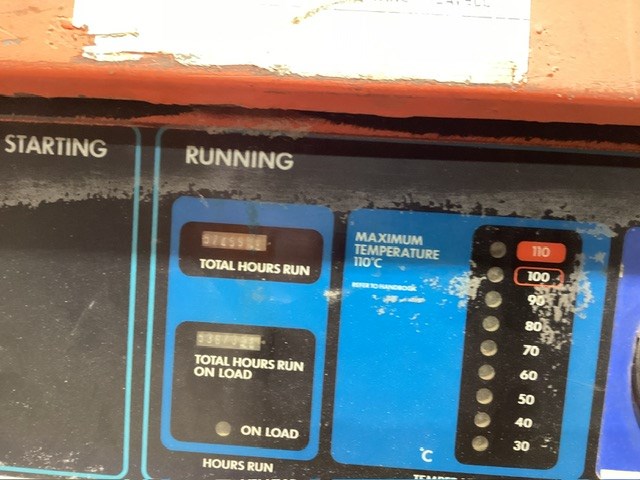 STARTING
RUNNING
TOTAL HOURS RUN
TOTAL HOURS RUN
ON LOAD
ON LOAD
HOURS RUN
MAXIMUM
TEMPERATURE
110°C
REFER TO HANDBOOK
110
100
90
80
70
60
50
40
30
°C